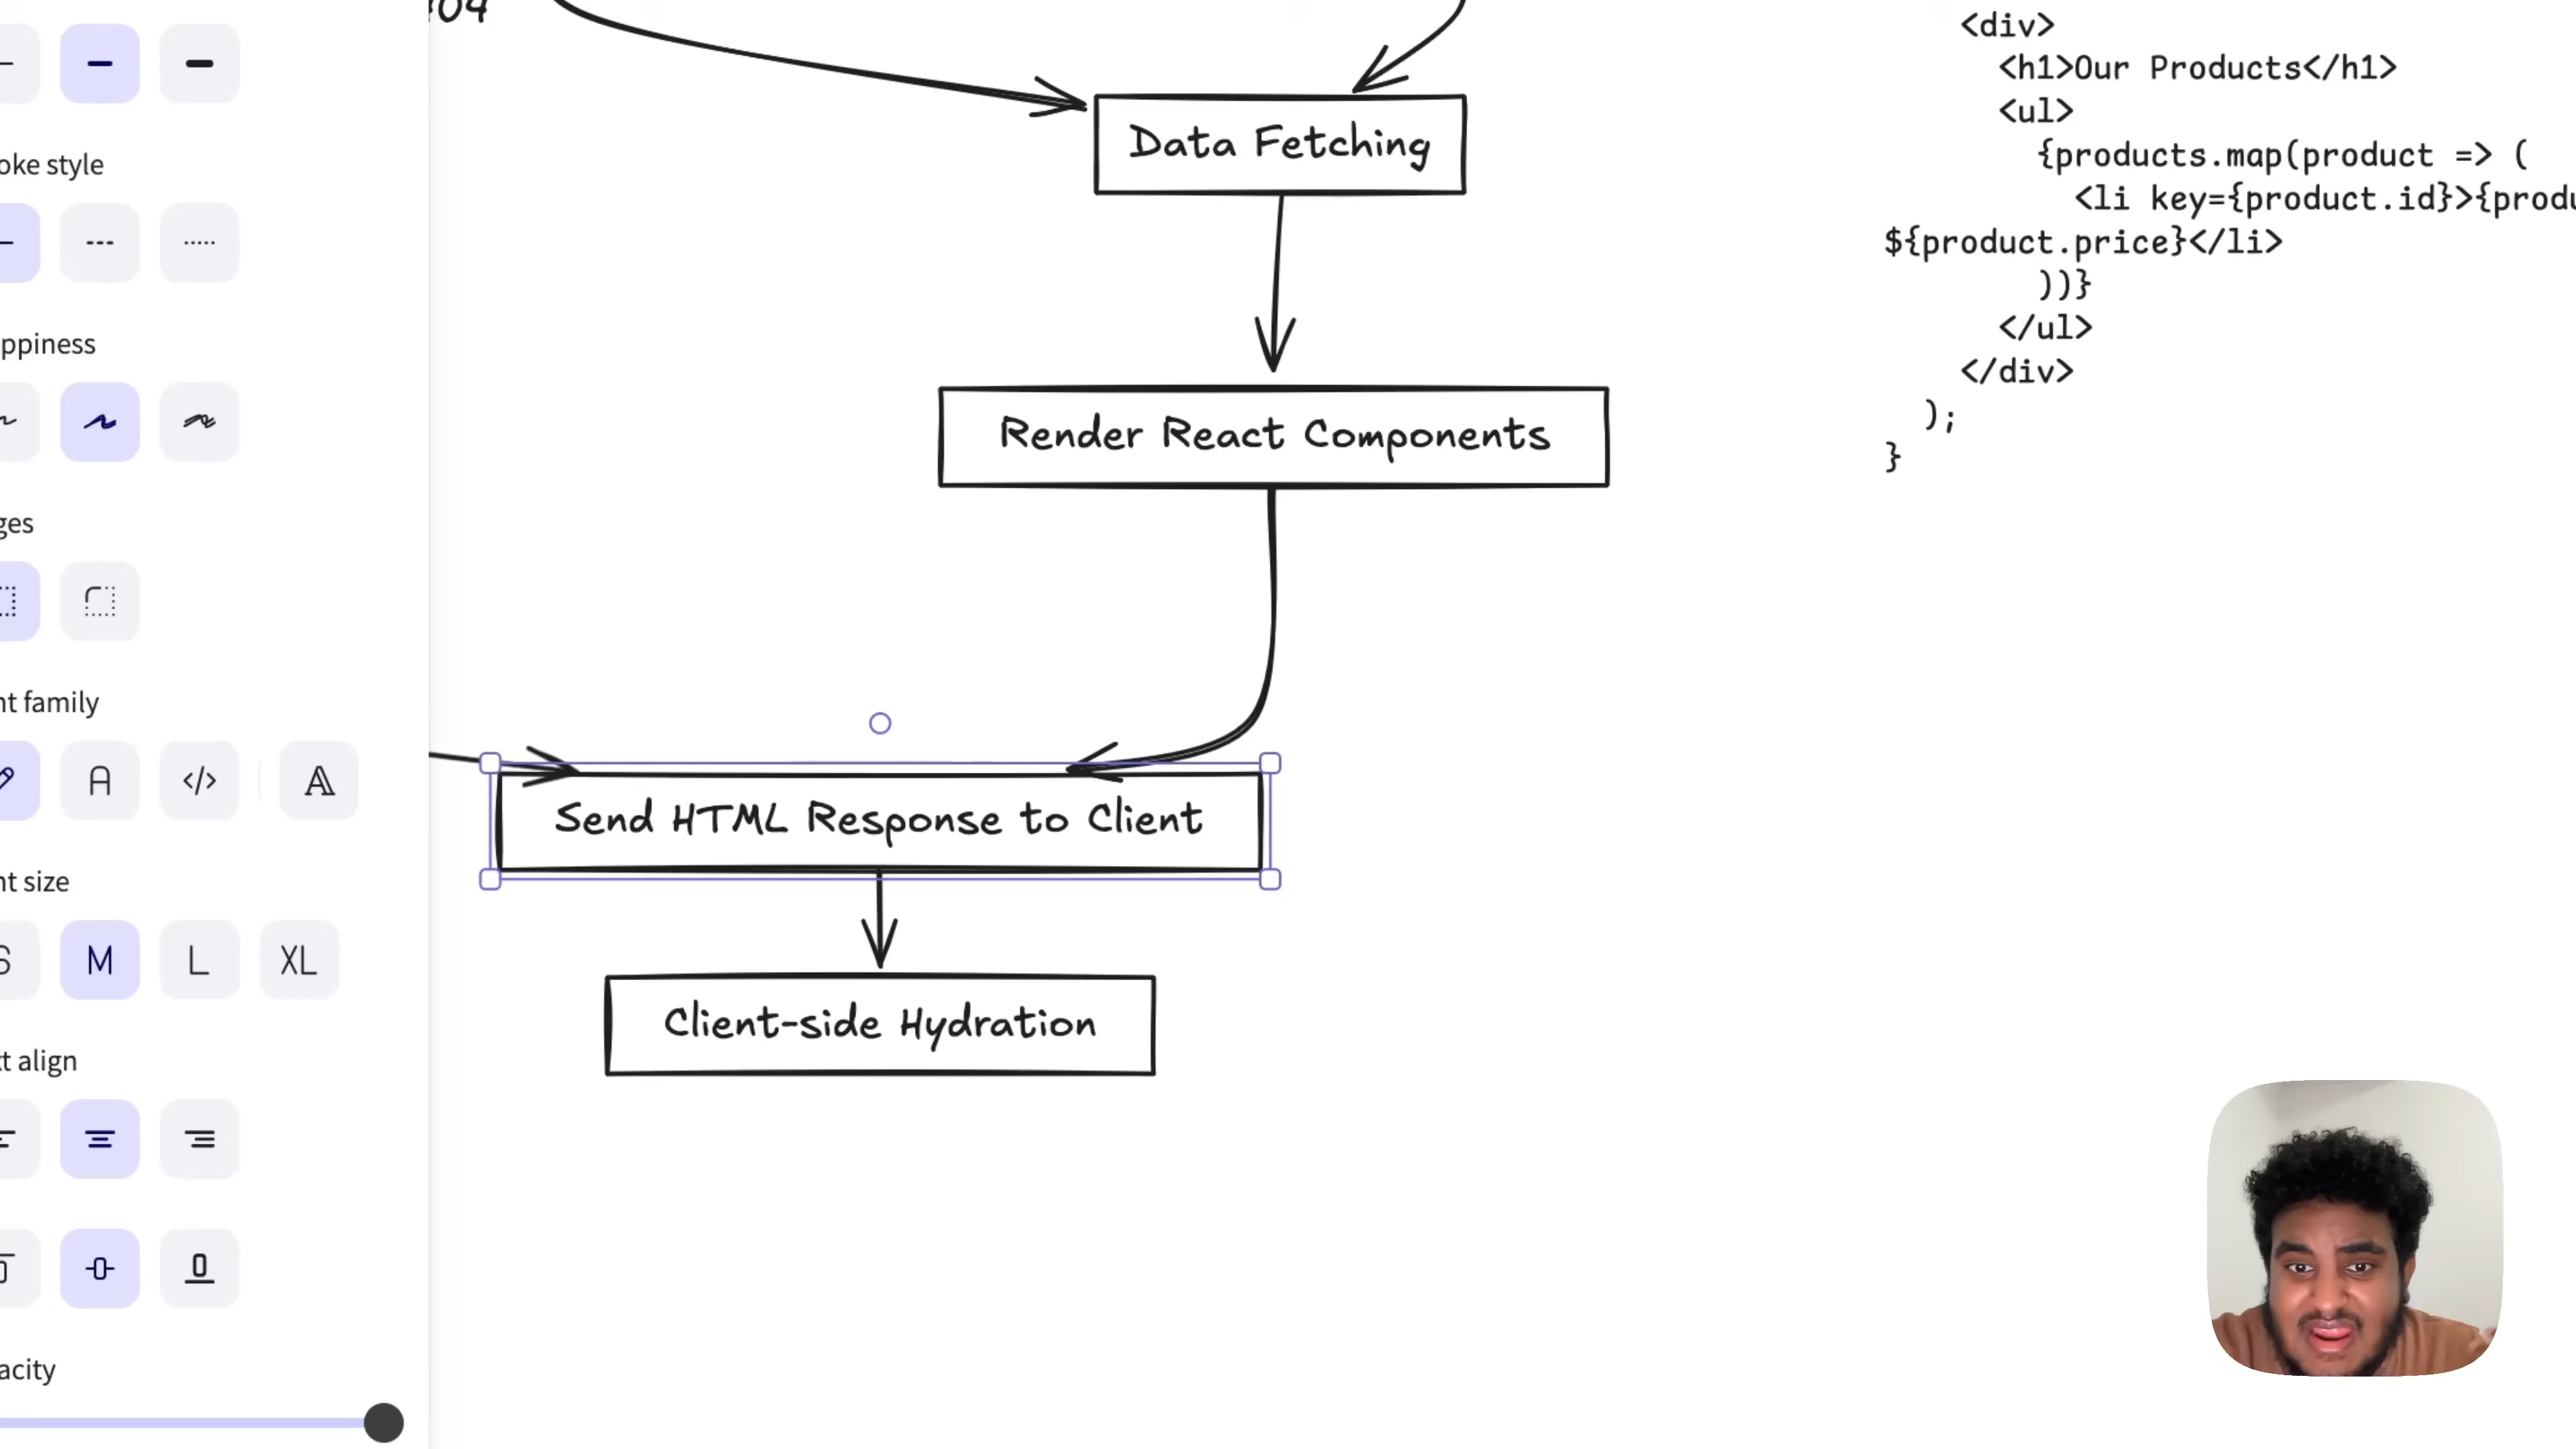 04
oke style
ppiness
ges
nt family
A
</>
A
nt size
S
M
L
XL
t align
acity
Data Fetching
Render React Components
Send HTML Response to Client
Client-side Hydration
<div>
<h1>Our Products</h1>
<ul>
{products.map(product => (
<li key={product.id}>{produ
${product.price}</li>
))}
</ul>
</div>
);
}